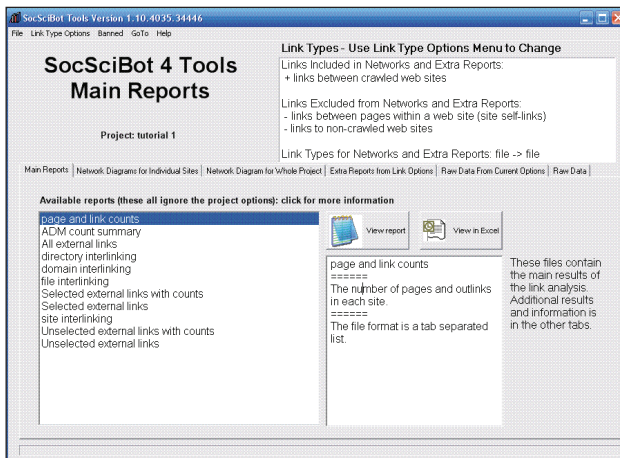 SocSciBot Tools Version 1.10.4035.34446
File Link Type Options Banned GoTo Help
SocSciBot 4 Tools
Main Reports
Project: tutorial 1
Link Types - Use Link Type Options Menu to Change
Links Included in Networks and Extra Reports:
+ links between crawled web sites
Links Excluded from Networks and Extra Reports:
- links between pages within a web site (site self-links)
- links to non-crawled web sites
Link Types for Networks and Extra Reports: file -> file
Main Reports Network Diagrams for Individual Sites Network Diagram for Whole Project Extra Reports from Link Options Raw Data From Current Options Raw Data
Available reports (these all ignore the project options): click for more information
page and link counts
ADM count summary
All external links
directory interlinking
domain interlinking
file interlinking
Selected external links with counts
Selected external links
site interlinking
Unselected external links with counts
Unselected external links
View report
View in Excel
page and link counts
======
The number of pages and outlinks
in each site.
======
The file format is a tab separated
list.
These files contain
the main results of
the link analysis.
Additional results
and information is
in the other tabs.